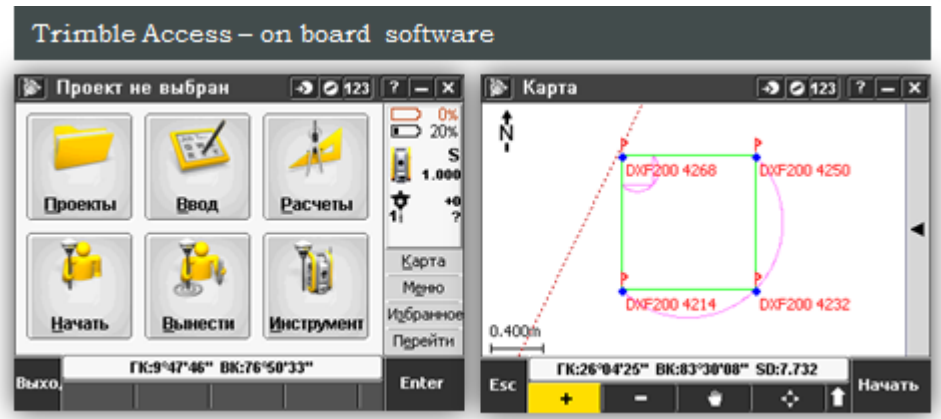 Trimble Access – on board software
Проект не выбран
123
?
0%
20%
S
1.000
+0
1
?
Проекты
Ввод
Расчеты
Начать
Вынести
Инструмент
Карта
Меню
Избранное
Перейти
ГК:9°47'46" ВК:76°50'33"
Выхо
Enter
Карта
123
?
N
DXF200 4268
DXF200 4250
DXF200 4214
DXF200 4232
0.400m
ГК:26°04'25" ВК:83°30'08" SD:7.732
Esc
Начать